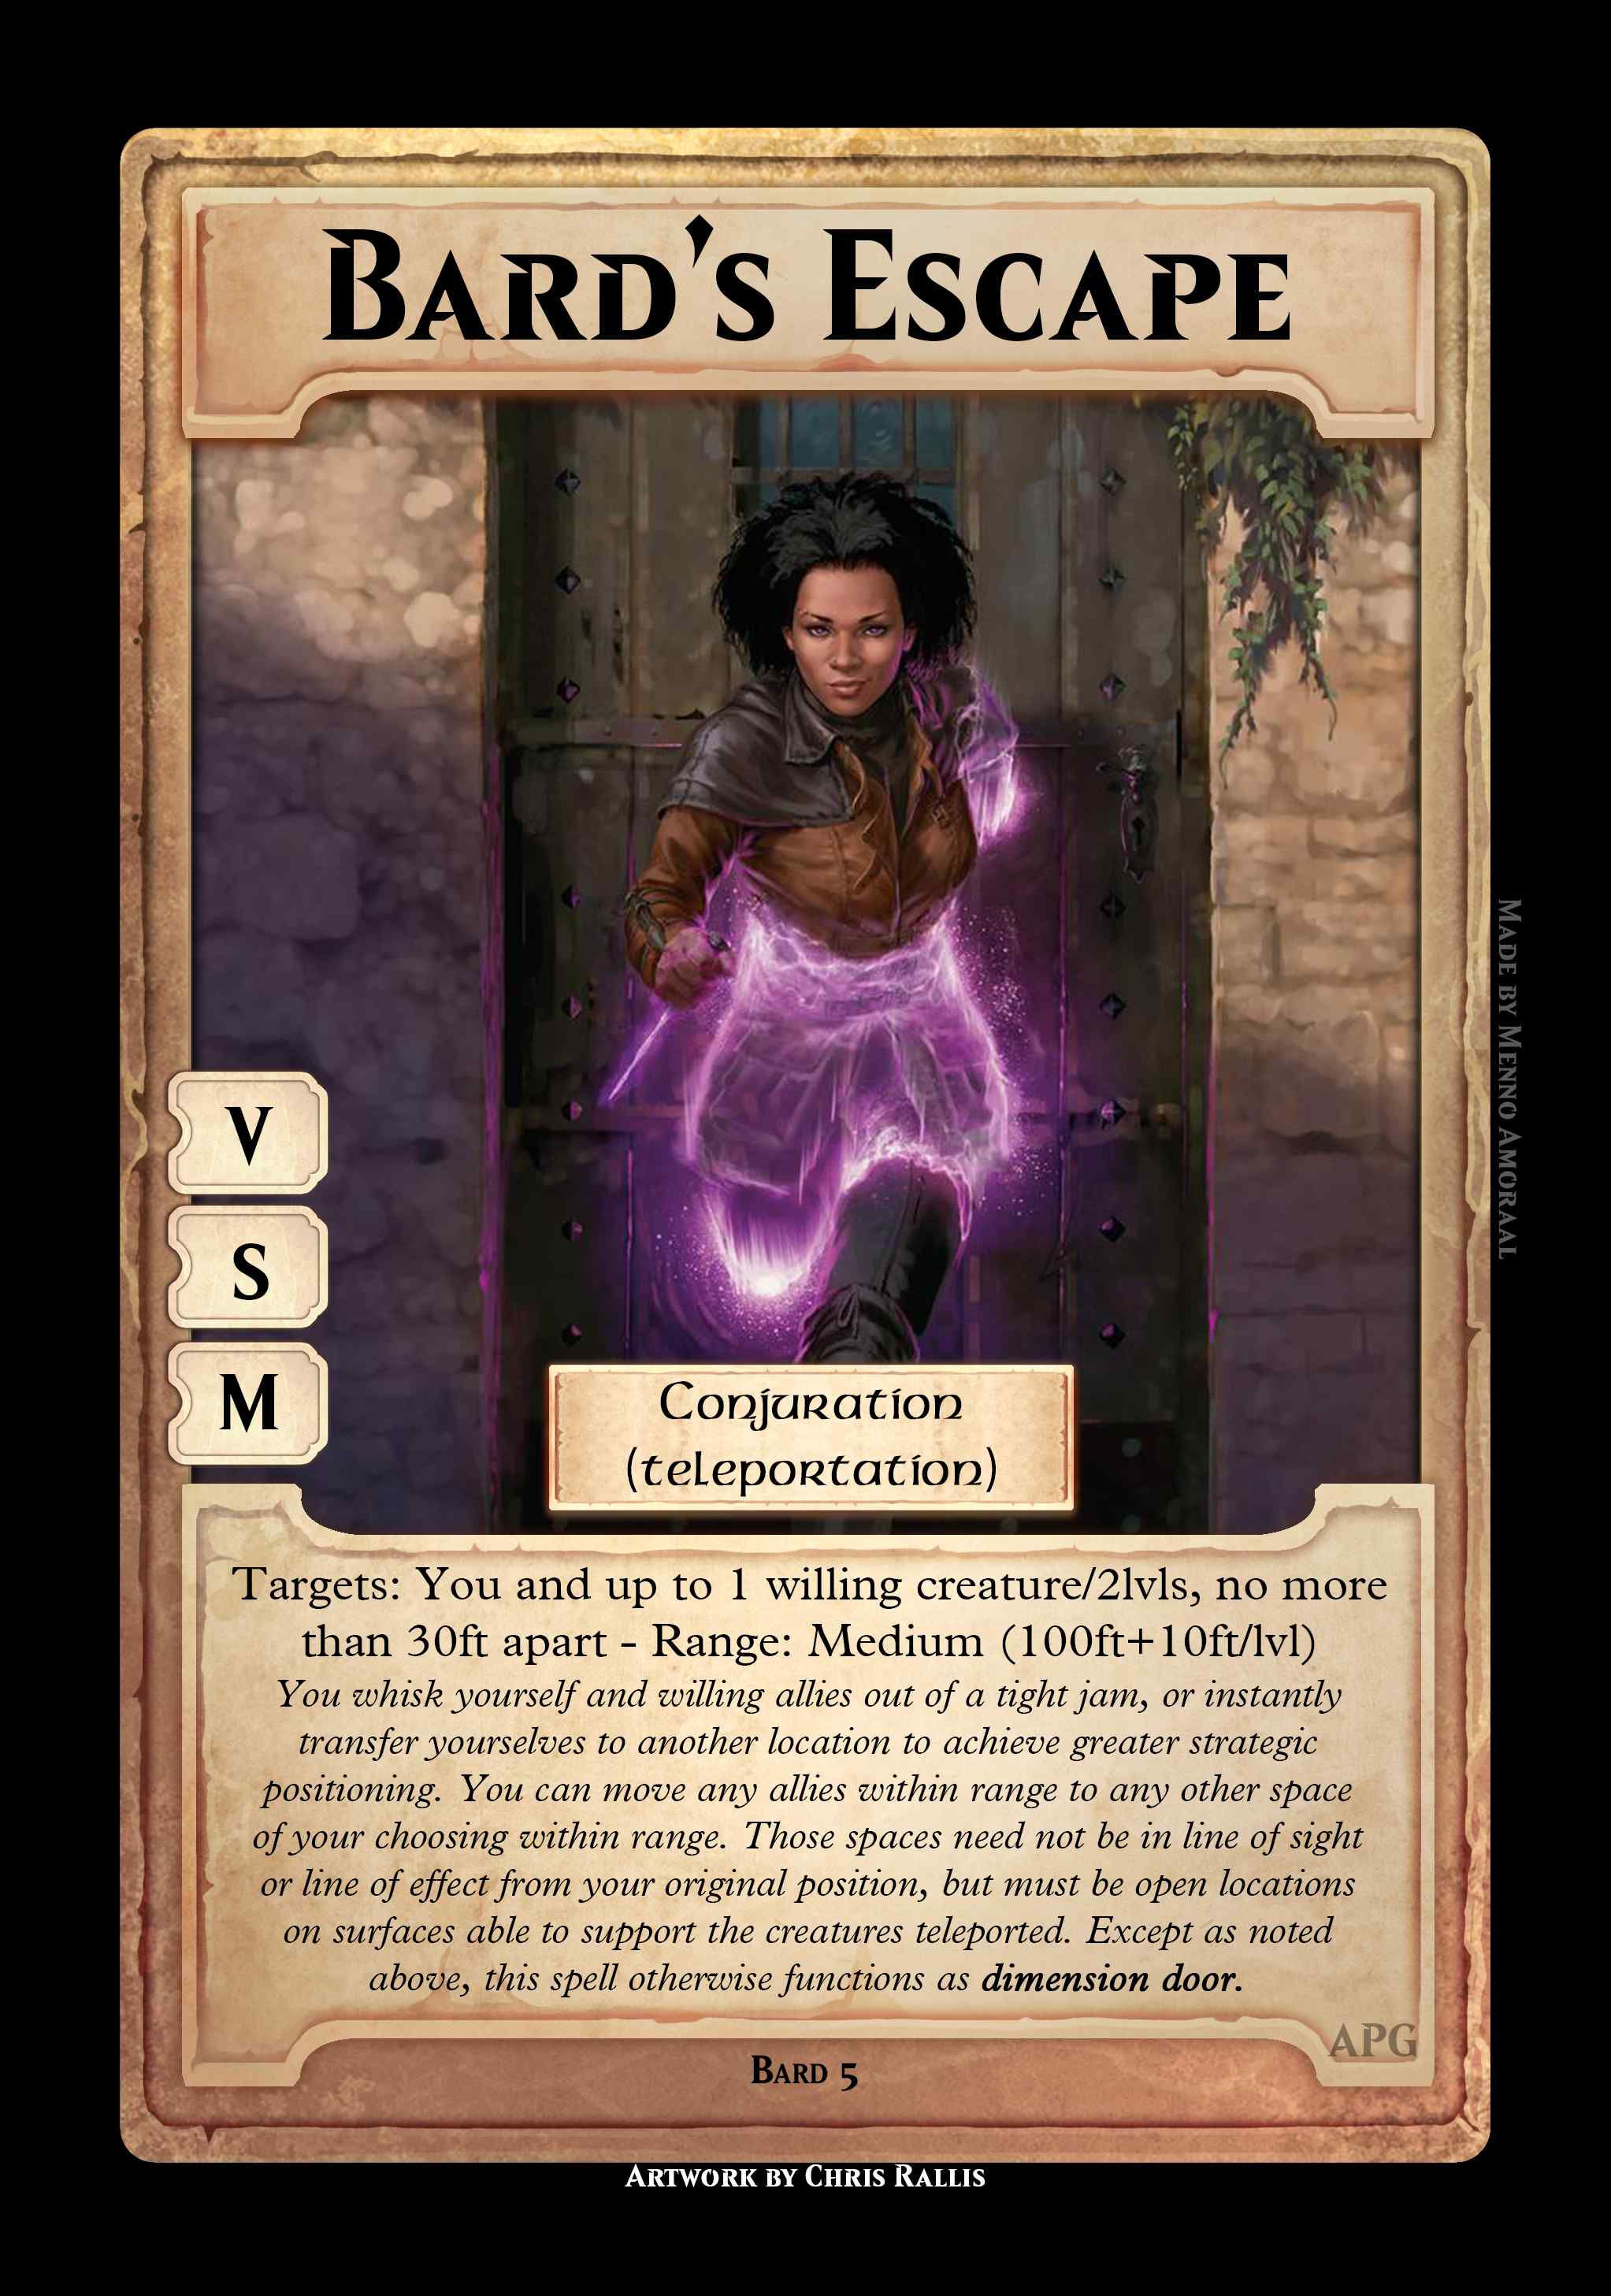 Bard's Escape
V
S
M
Conjuration
(teleportation)
Targets: You and up to 1 willing creature/2lvls, no more
than 30ft apart - Range: Medium (100ft+10ft/lvl)
You whisk yourself and willing allies out of a tight jam, or instantly
transfer yourselves to another location to achieve greater strategic
positioning. You can move any allies within range to any other space
of your choosing within range. Those spaces need not be in line of sight
or line of effect from your original position, but must be open locations
on surfaces able to support the creatures teleported. Except as noted
above, this spell otherwise functions as dimension door.
APG
Bard 5
Artwork by Chris Rallis
Made by Menno Amoraal